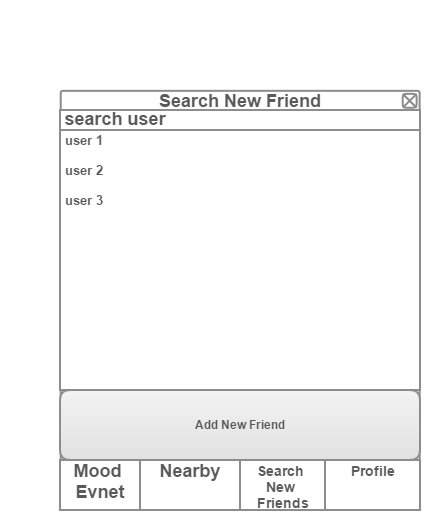 Search New Friend
search user
user 1
user 2
user 3
Add New Friend
Mood
Evnet
Nearby
Search
New
Friends
Profile